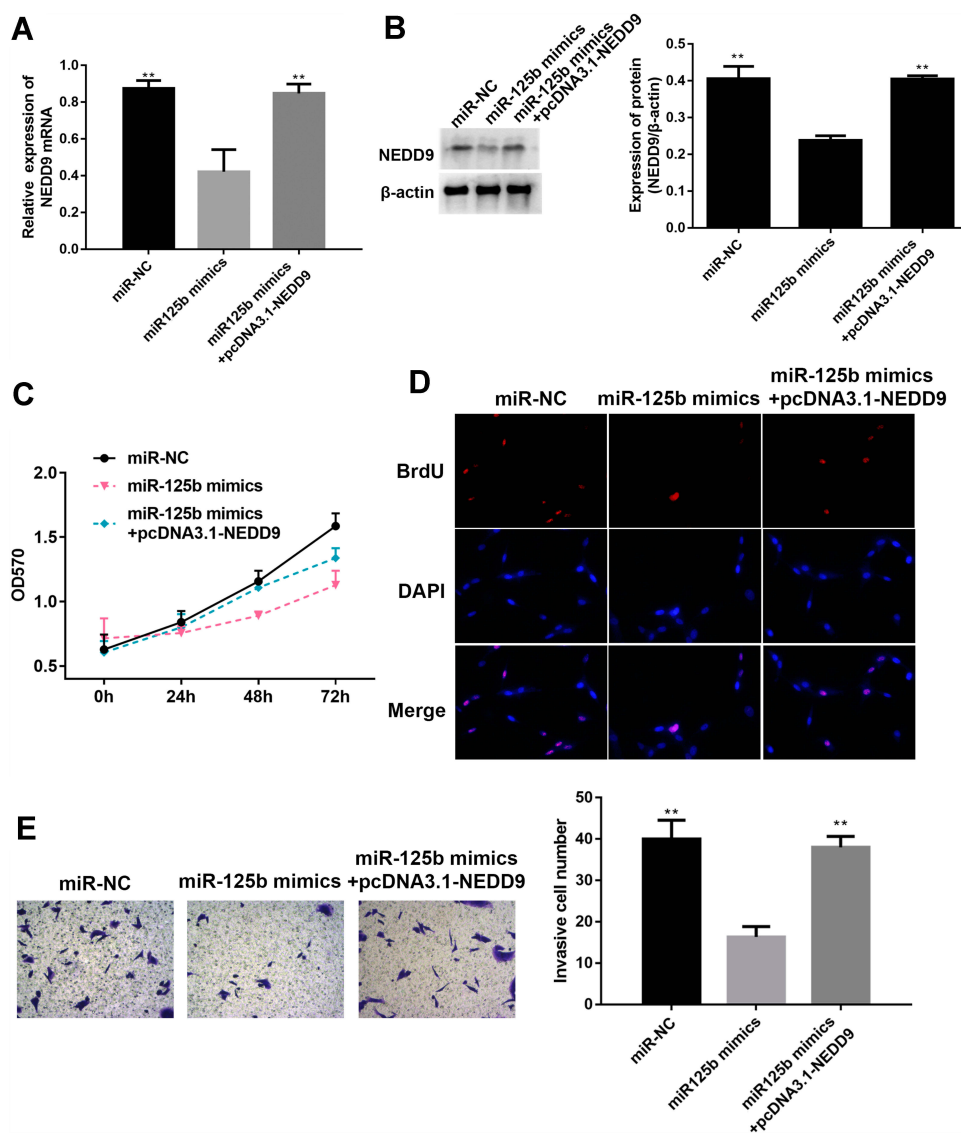 A
Relative expression of
NEDD9 mRNA
1.0
0.8
0.6
0.4
0.2
0.0
**
**
miR-NC
miR125b mimics
miR125b mimics
+pcDNA3.1-NEDD9
B
miR-NC
miR-125b mimics
miR-125b mimics
+pcDNA3.1-NEDD9
NEDD9
β-actin
Expression of protein
(NEDD9/β-actin)
0.5
0.4
0.3
0.2
0.4
0.0
**
**
miR-NC
miR125b mimics
miR125b mimics
+pcDNA3.1-NEDD9
C
miR-NC
miR-125b mimics
miR-125b mimics
+pcDNA3.1-NEDD9
OD570
2.0
1.5
1.0
0.5
0h
24h
48h
72h
D
miR-NC
miR-125b mimics
miR-125b mimics
+pcDNA3.1-NEDD9
BrdU
DAPI
Merge
E
miR-NC
miR-125b mimics
miR-125b mimics
+pcDNA3.1-NEDD9
Invasive cell number
50
40
30
20
10
0
**
**
miR-NC
miR125b mimics
miR125b mimics
+pcDNA3.1-NEDD9